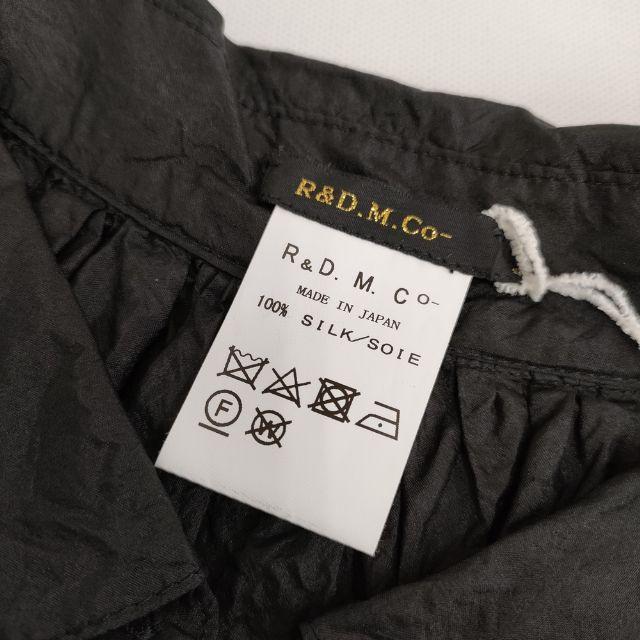 R&D.M.Co-
R&D. M. Co-
MADE IN JAPAN
100% SILK/SOIE
F
W